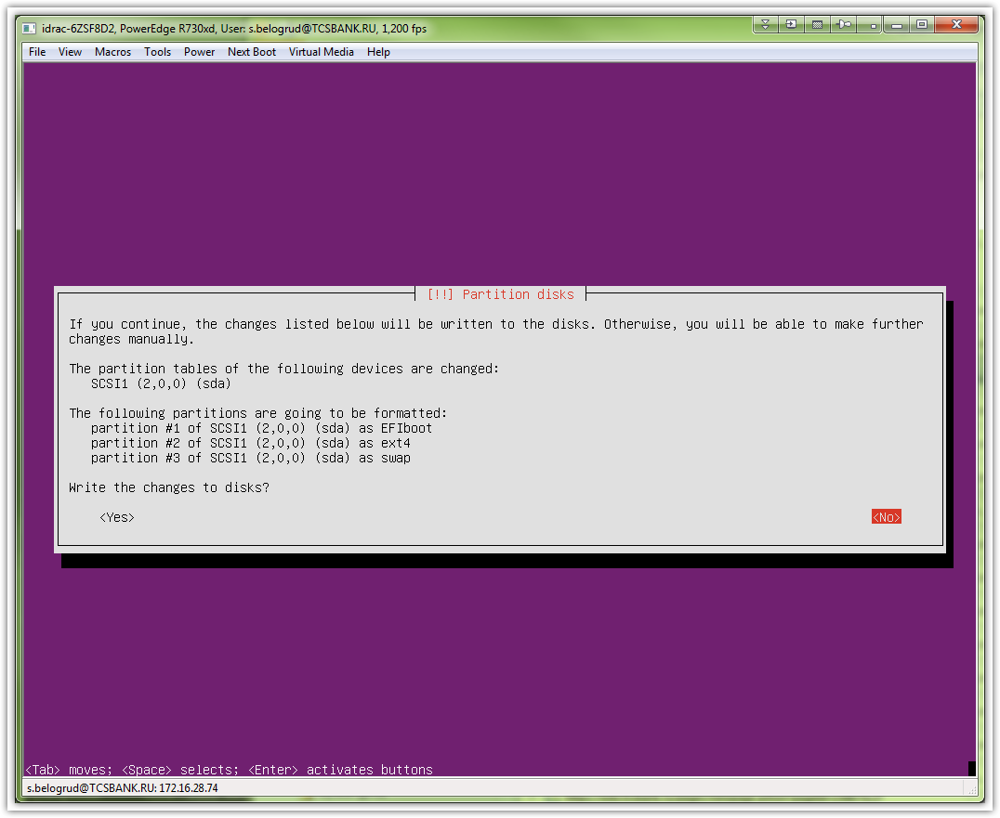 idrac-6ZSF8D2, PowerEdge R730xd, User: s.belogrud@TCSBANK.RU, 1,200 fps
File View Macros Tools Power Next Boot Virtual Media Help
[!!] Partition disks
If you continue, the changes listed below will be written to the disks. Otherwise, you will be able to make further
changes manually.
The partition tables of the following devices are changed:
SCSI1 (2,0,0) (sda)
The following partitions are going to be formatted:
partition #1 of SCSI1 (2,0,0) (sda) as EFIboot
partition #2 of SCSI1 (2,0,0) (sda) as ext4
partition #3 of SCSI1 (2,0,0) (sda) as swap
Write the changes to disks?
<Yes> <No>
<Tab> moves; <Space> selects; <Enter> activates buttons
s.belogrud@TCSBANK.RU: 172.16.28.74